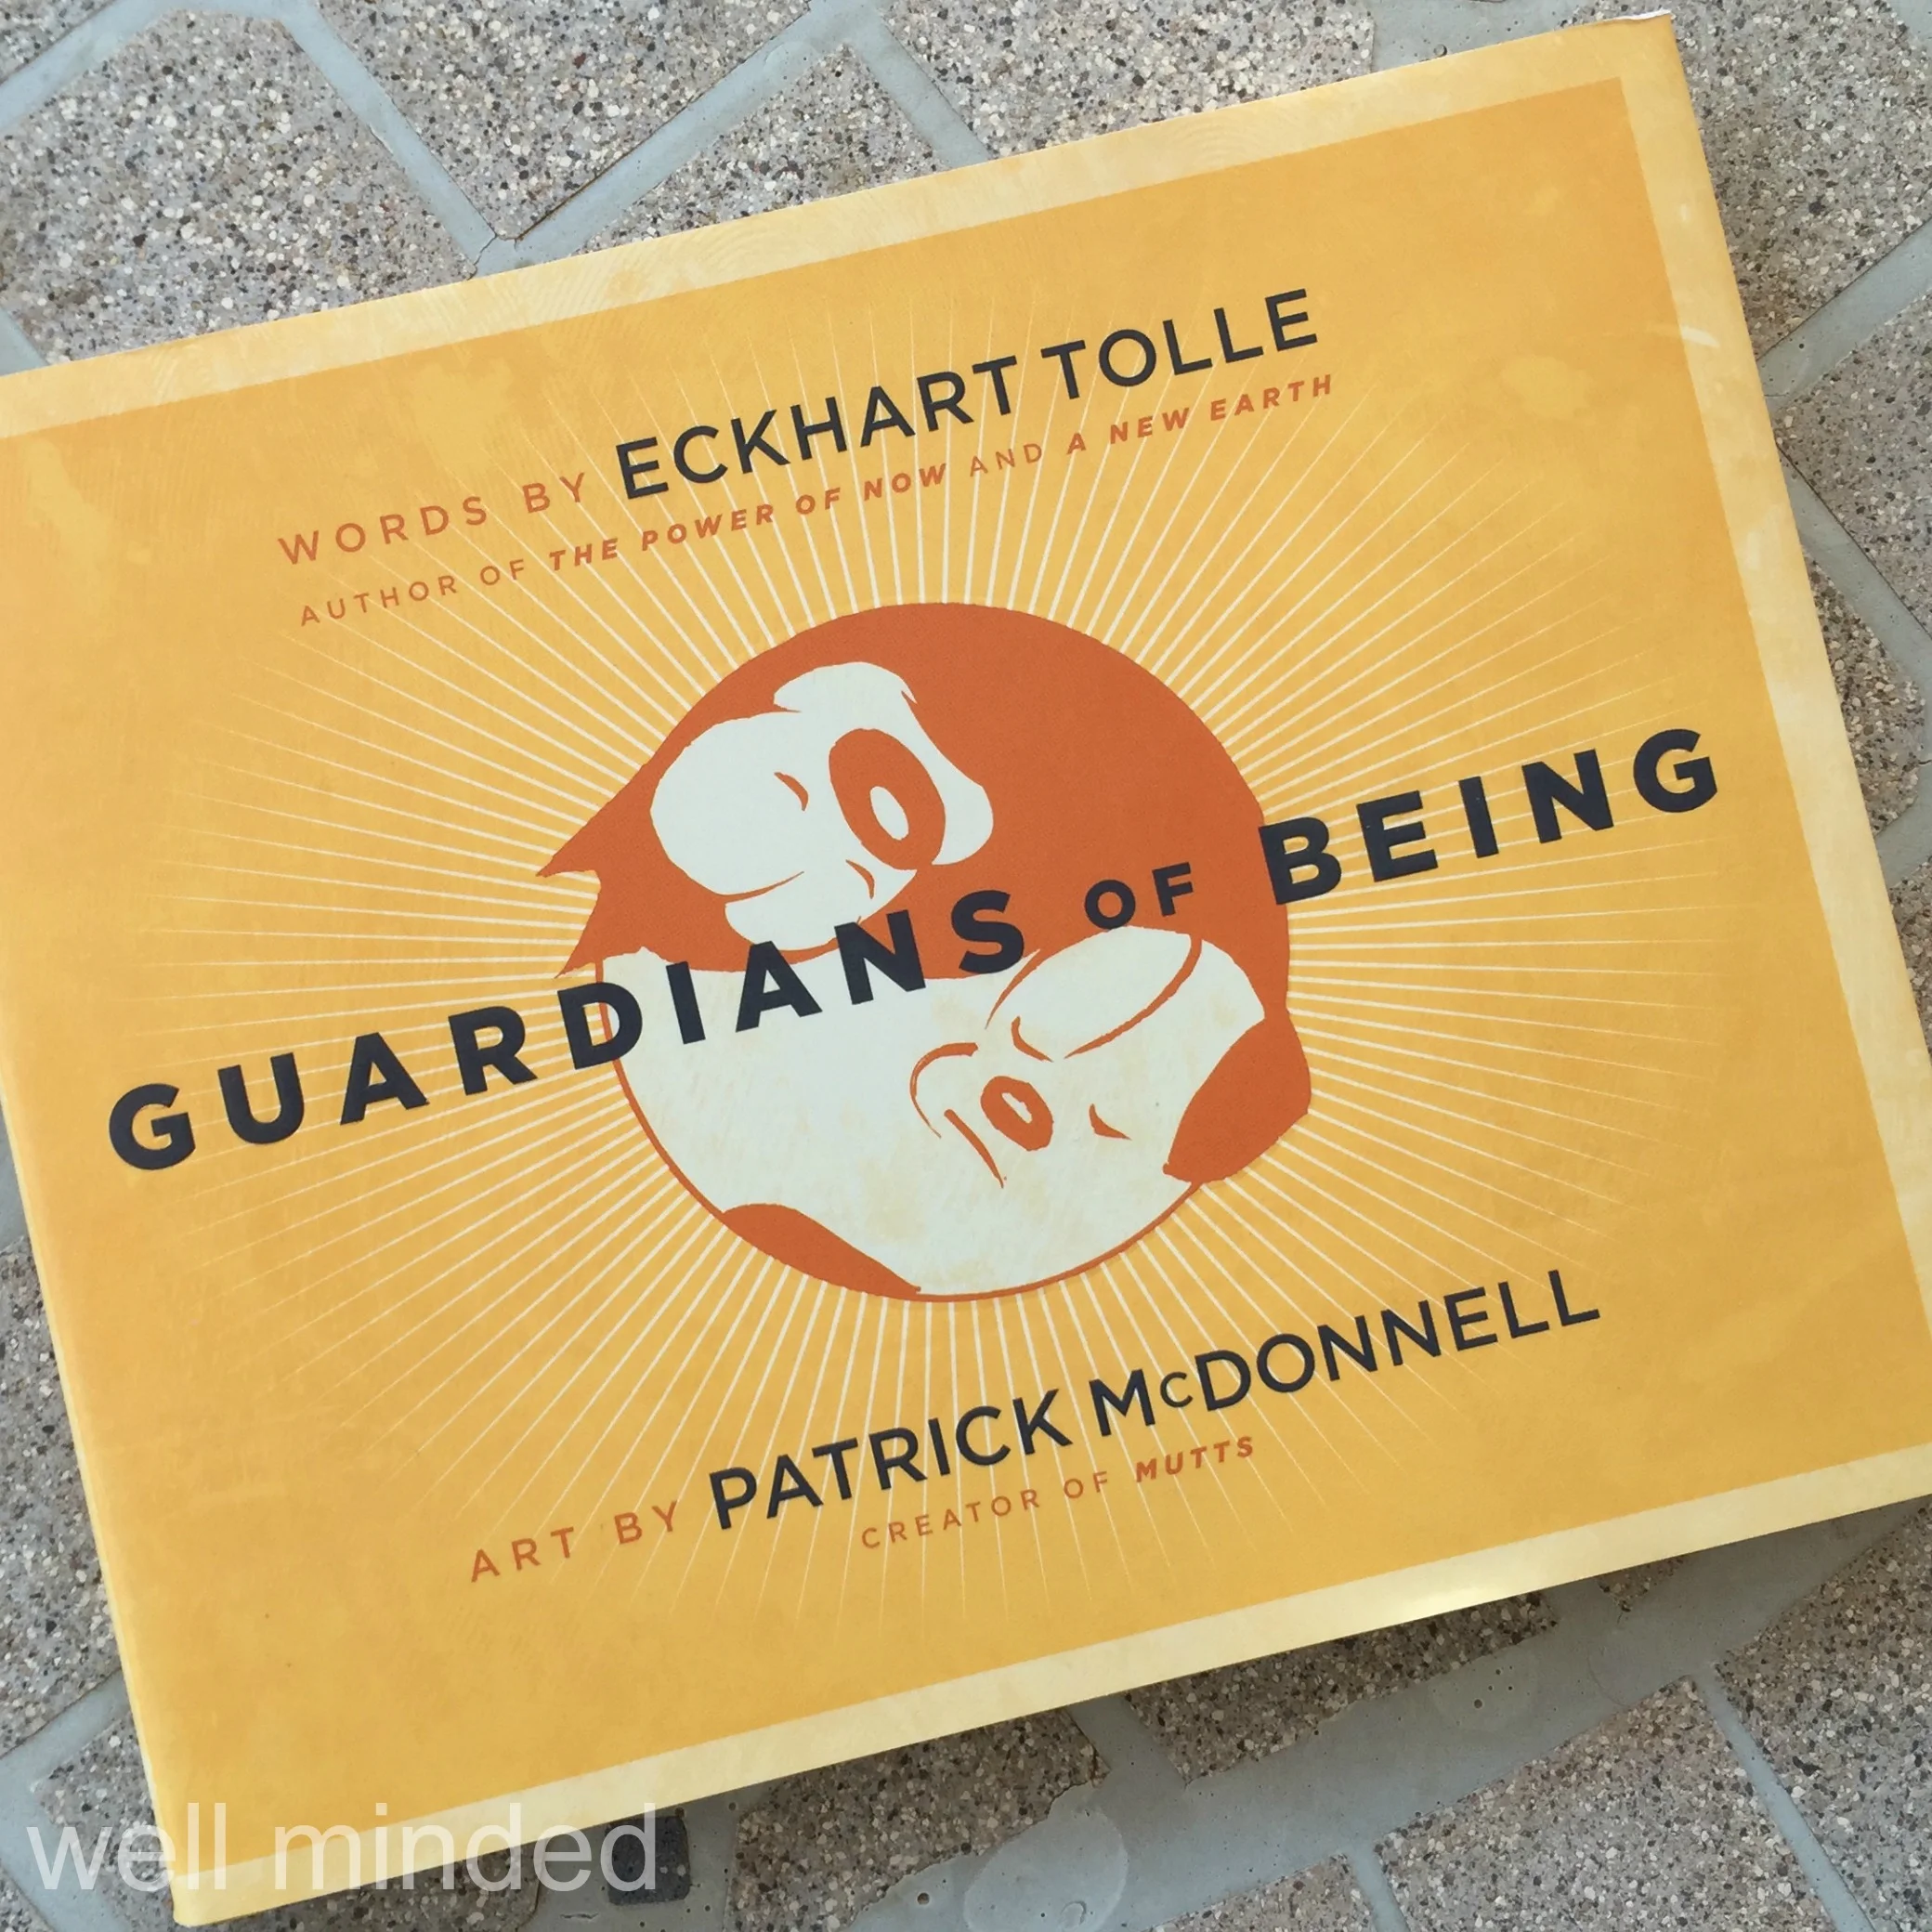 WORDS BY ECKHART TOLLE
AUTHOR OF THE POWER OF NOW AND A NEW EARTH
GUARDIANS OF BEING
ART BY PATRICK McDONNELL
CREATOR OF MUTTS
well minded